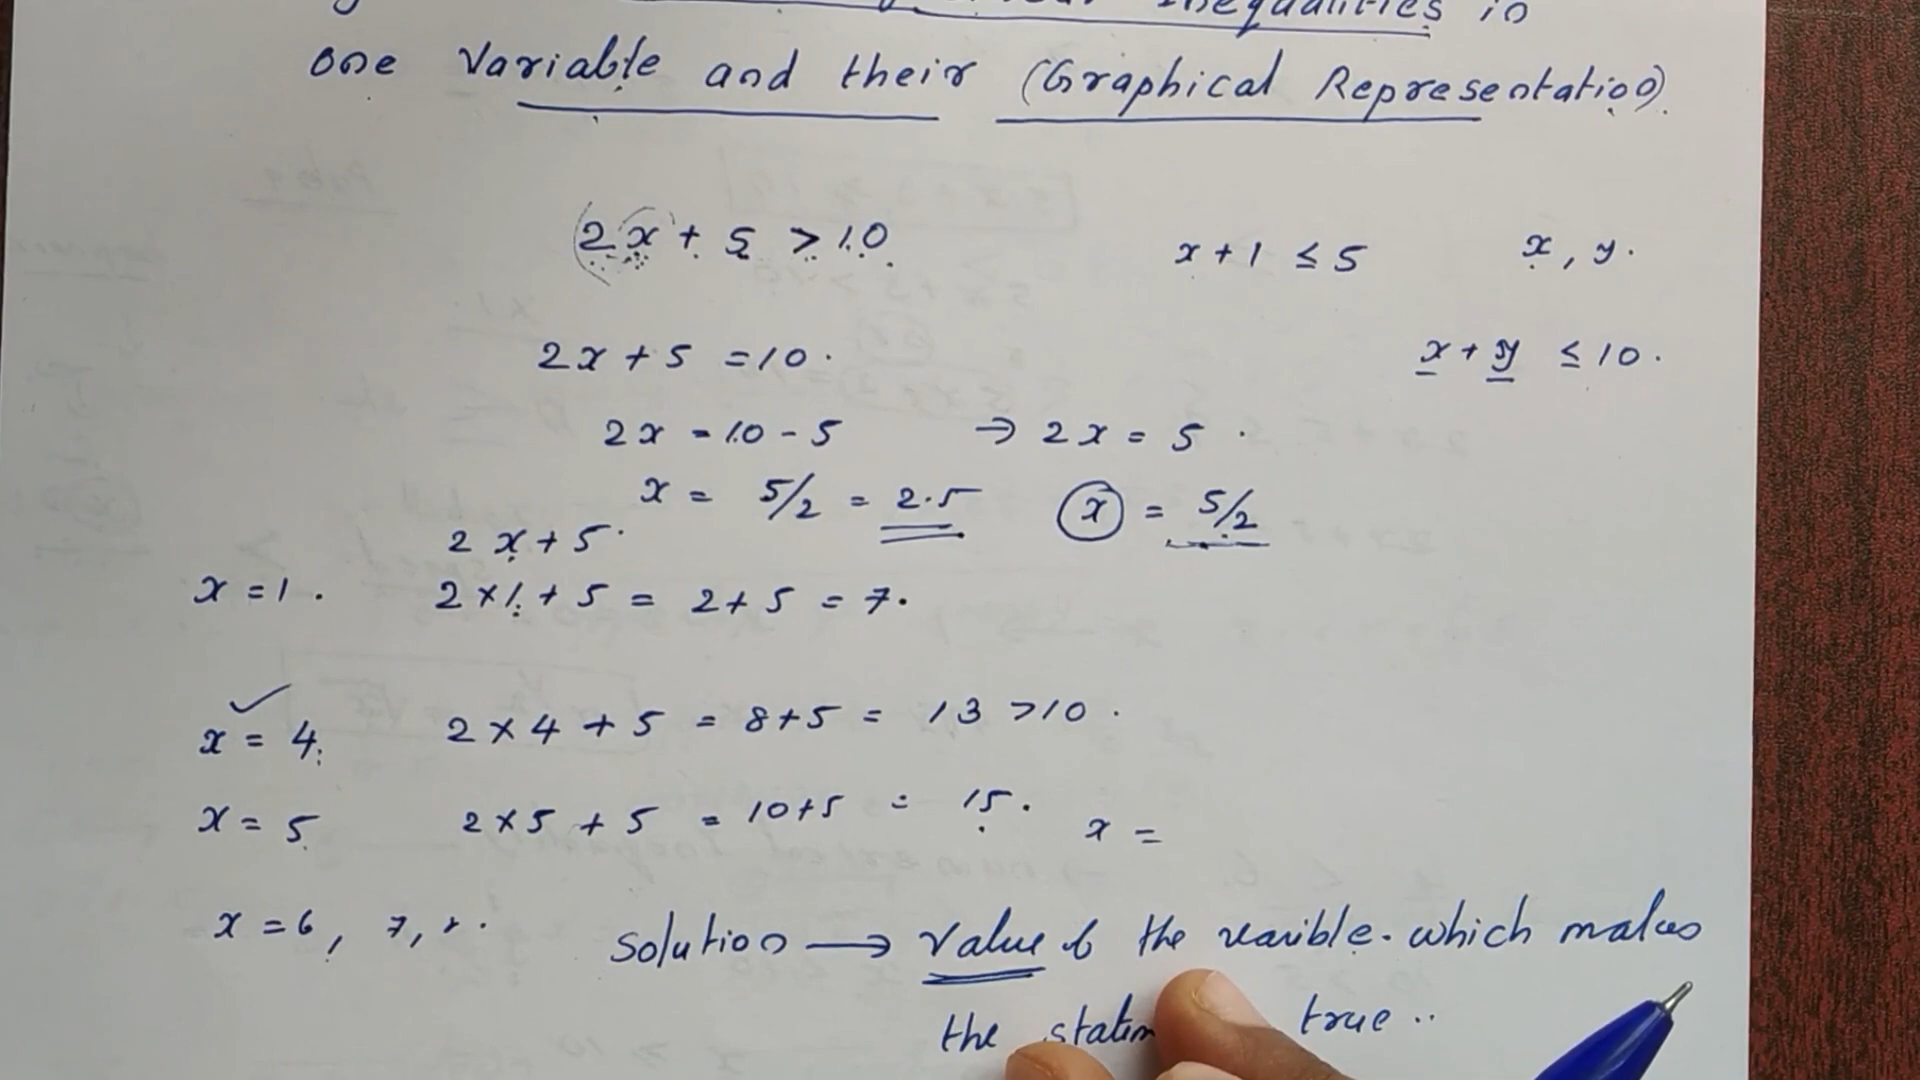 Inequalities in
one Variable and their (Graphical Representation).
2x + 5 > 10. x + 1 ≤ 5 x, y.
2x + 5 = 10. x + y ≤ 10.
2x = 10 - 5 → 2x = 5.
x = 5/2 = 2.5 x = 5/2
2x + 5
x = 1. 2 × 1 + 5 = 2 + 5 = 7.
✓
x = 4. 2 × 4 + 5 = 8 + 5 = 13 > 10.
x = 5 2 × 5 + 5 = 10 + 5 = 15. x =
x = 6, 7,
Solution → Value of the varible. which makes
the true ..